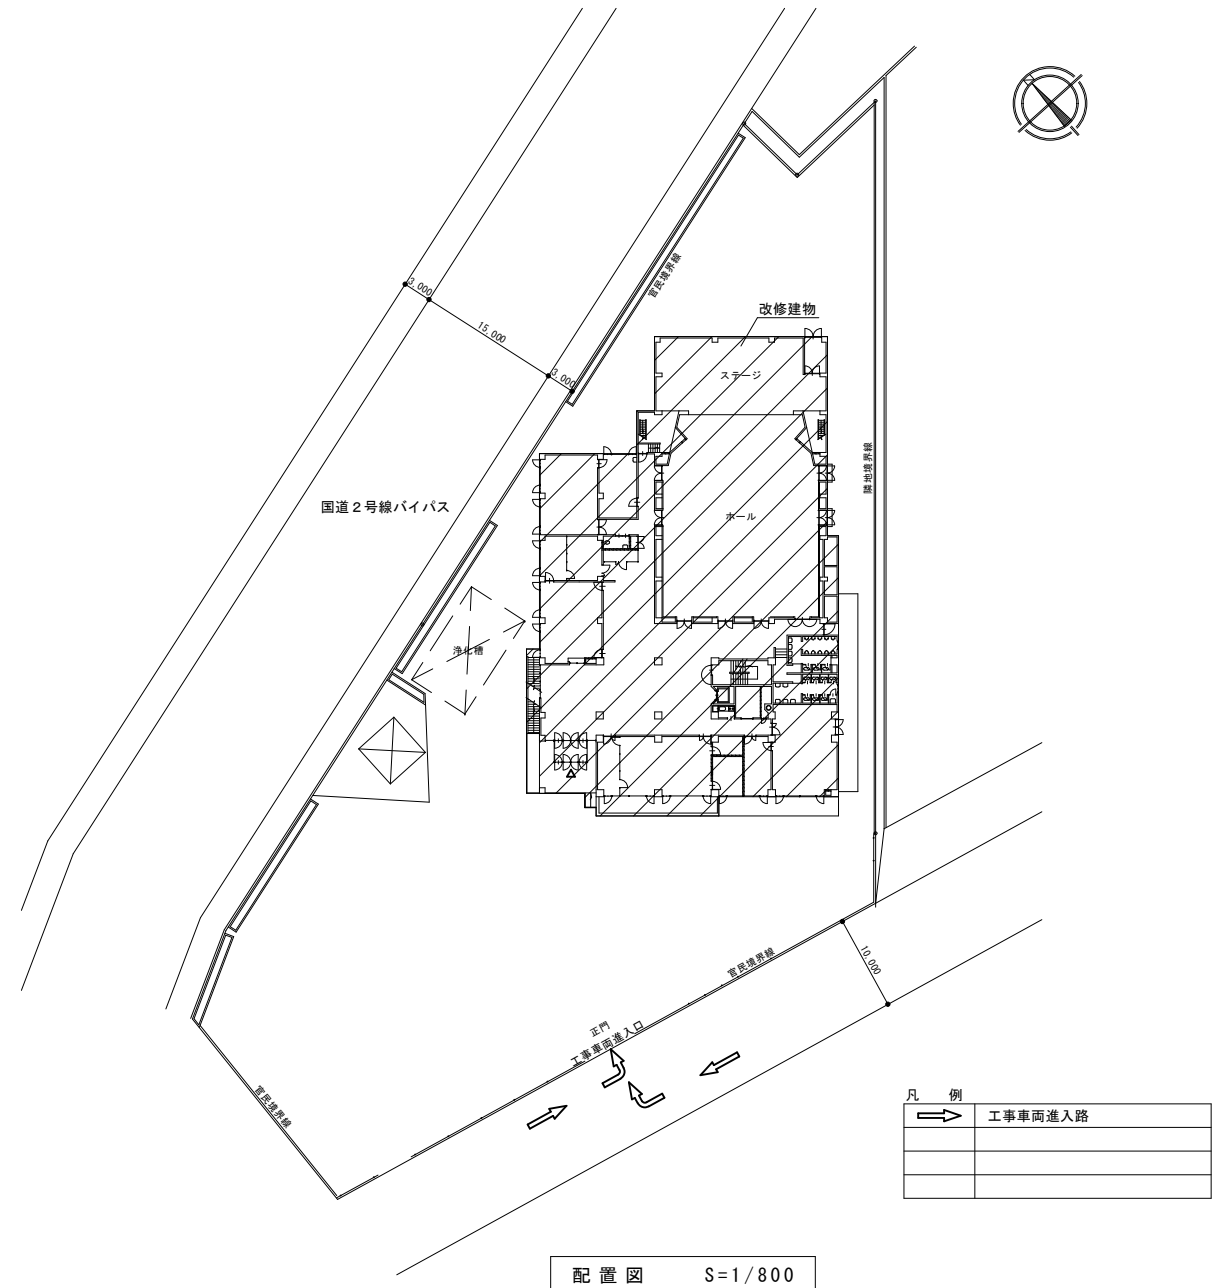 改修建物
官民境界線
3,000
15,000
3,000
ステージ
隣地境界線
国道2号線バイパス
ホール
浄化槽
官民境界線
10,000
正門
工事車両進入口
官民境界線
凡 例
工事車両進入路
配置図 S=1/800